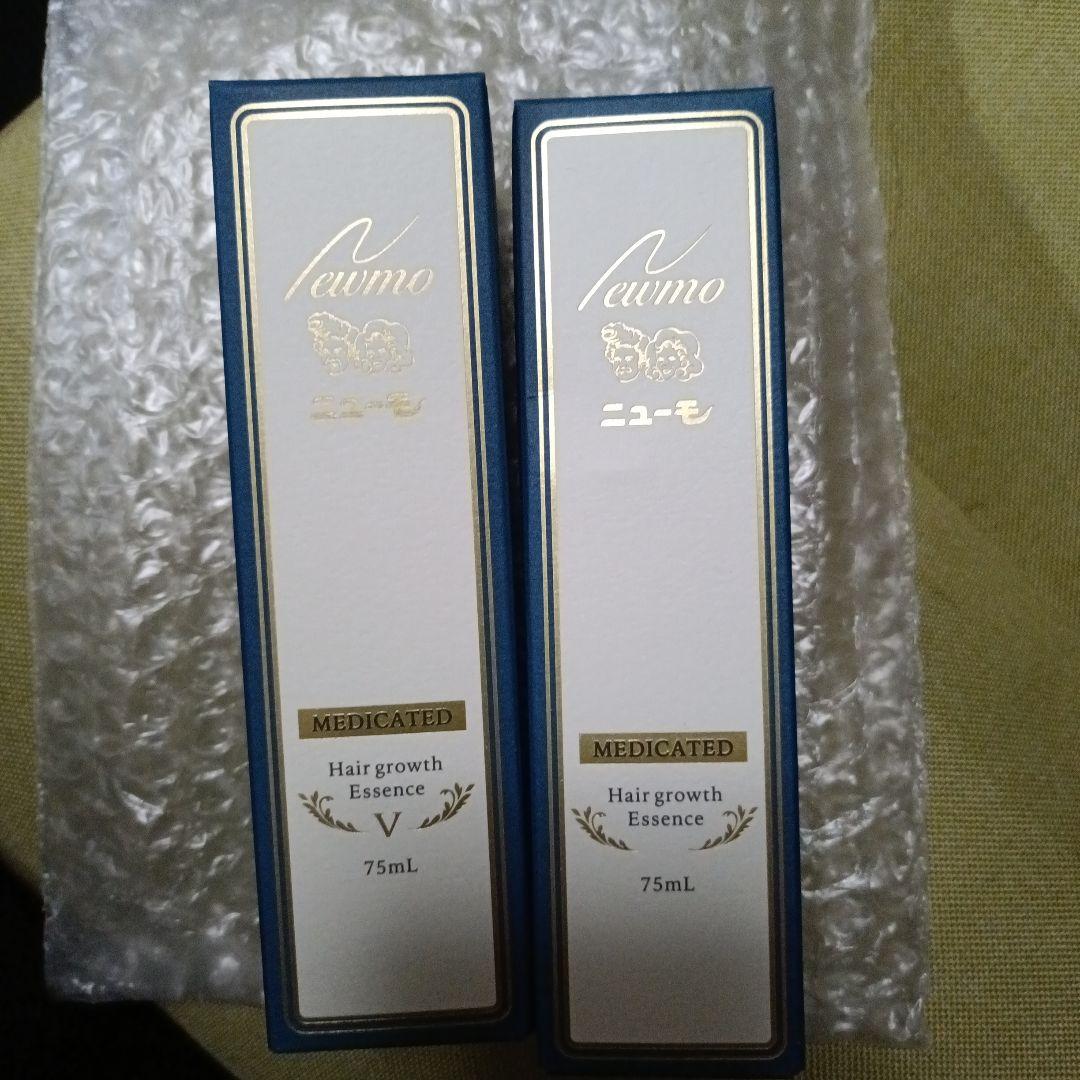 Newmo
ニューモ
MEDICATED
Hair growth
Essence
V
75mL
Newmo
ニューモ
MEDICATED
Hair growth
Essence
75mL